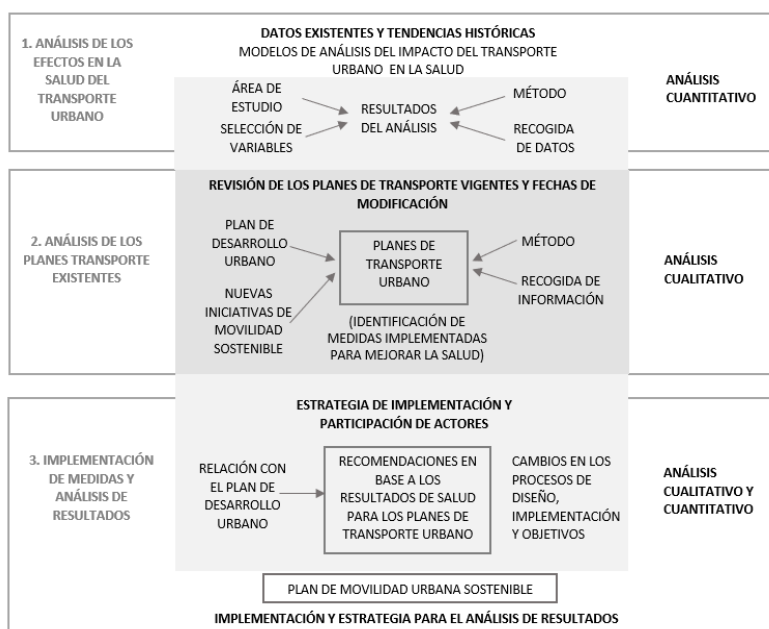 DATOS EXISTENTES Y TENDENCIAS HISTÓRICAS
MODELOS DE ANÁLISIS DEL IMPACTO DEL TRANSPORTE
URBANO EN LA SALUD
1. ANÁLISIS DE LOS
EFECTOS EN LA
SALUD DEL
TRANSPORTE
URBANO
ÁREA DE
ESTUDIO
SELECCIÓN DE
VARIABLES
RESULTADOS
DEL ANÁLISIS
MÉTODO
RECOGIDA
DE DATOS
ANÁLISIS
CUANTITATIVO
REVISIÓN DE LOS PLANES DE TRANSPORTE VIGENTES Y FECHAS DE
MODIFICACIÓN
2. ANÁLISIS DE LOS
PLANES TRANSPORTE
EXISTENTES
PLAN DE
DESARROLLO
URBANO
NUEVAS
INICIATIVAS DE
MOVILIDAD
SOSTENIBLE
PLANES DE
TRANSPORTE
URBANO
(IDENTIFICACIÓN DE
MEDIDAS IMPLEMENTADAS
PARA MEJORAR LA SALUD)
MÉTODO
RECOGIDA DE
INFORMACIÓN
ANÁLISIS
CUALITATIVO
ESTRATEGIA DE IMPLEMENTACIÓN Y
PARTICIPACIÓN DE ACTORES
3. IMPLEMENTACIÓN
DE MEDIDAS Y
ANÁLISIS DE
RESULTADOS
RELACIÓN CON
EL PLAN DE
DESARROLLO
URBANO
RECOMENDACIONES EN
BASE A LOS
RESULTADOS DE SALUD
PARA LOS PLANES DE
TRANSPORTE URBANO
CAMBIOS EN LOS
PROCESOS DE
DISEÑO,
IMPLEMENTACIÓN
Y OBJETIVOS
ANÁLISIS
CUALITATIVO Y
CUANTITATIVO
PLAN DE MOVILIDAD URBANA SOSTENIBLE
IMPLEMENTACIÓN Y ESTRATEGIA PARA EL ANÁLISIS DE RESULTADOS